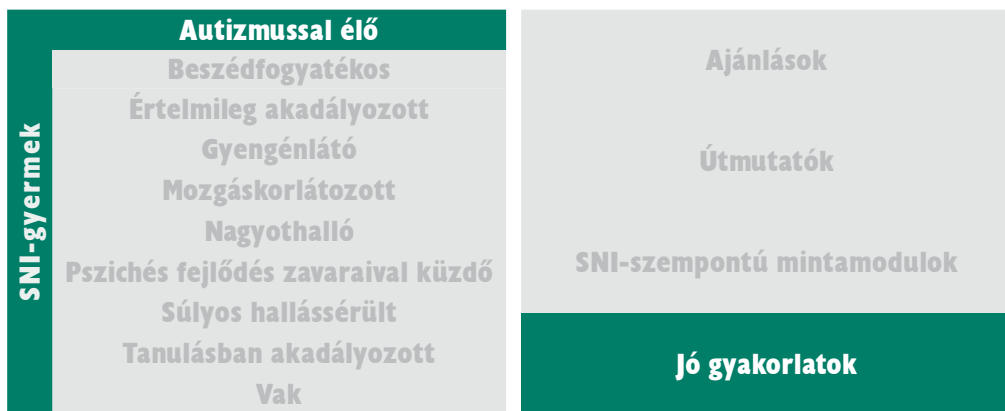 SNI-gyermek
Autizmussal élő
Beszédfogyatékos
Értelmileg akadályozott
Gyengénlátó
Mozgáskorlátozott
Nagyothalló
Pszichés fejlődés zavaraival küzdő
Súlyos hallássérült
Tanulásban akadályozott
Vak
Ajánlások
Útmutatók
SNI-szempontú mintamodulok
Jó gyakorlatok